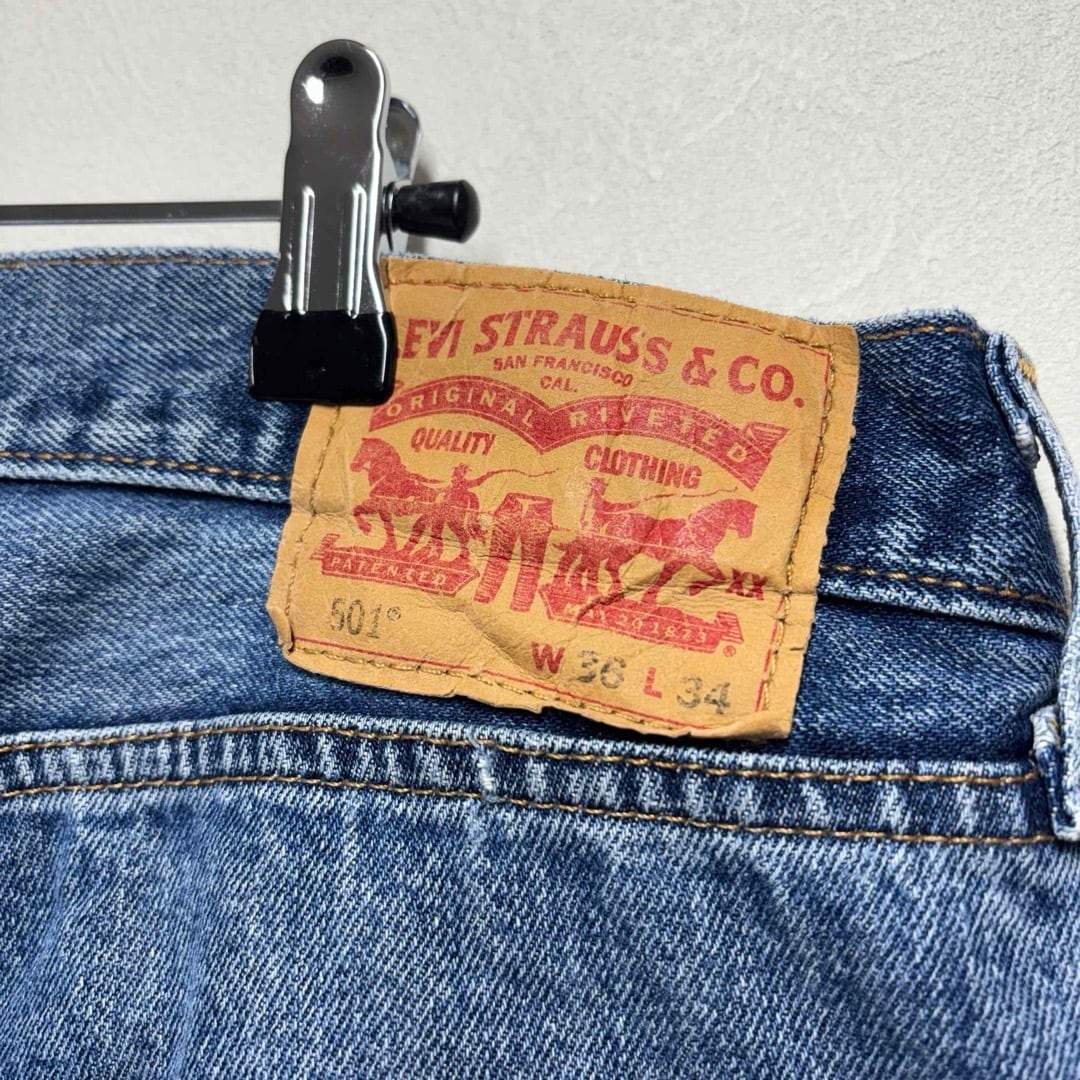 LEVI STRAUSS & CO.
SAN FRANCISCO
CAL.
ORIGINAL RIVETED
QUALITY CLOTHING
XX
PATENTED
501®
W 36 L 34